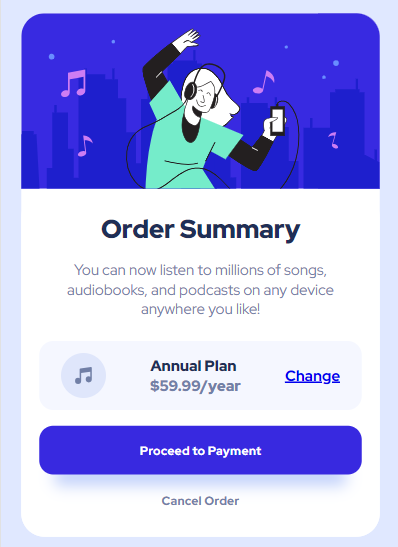 Order Summary
You can now listen to millions of songs,
audiobooks, and podcasts on any device
anywhere you like!
Annual Plan
$59.99/year
Change
Proceed to Payment
Cancel Order